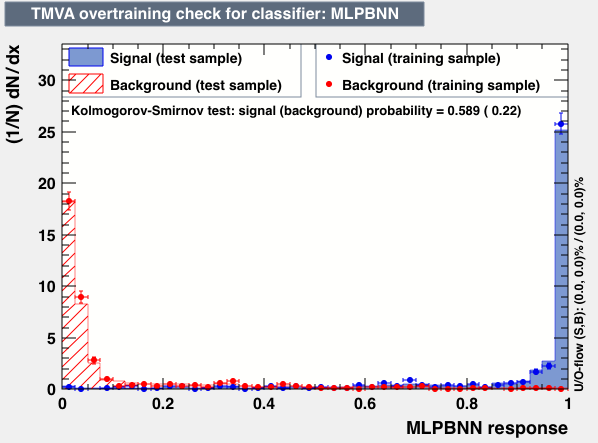 TMVA overtraining check for classifier: MLPBNN
(1/N) dN / dx
Signal (test sample)
Background (test sample)
Signal (training sample)
Background (training sample)
Kolmogorov-Smirnov test: signal (background) probability = 0.589 ( 0.22)
30
25
20
15
10
5
0
0 0.2 0.4 0.6 0.8 1
MLPBNN response
U/O-flow (S,B): (0.0, 0.0)% / (0.0, 0.0)%